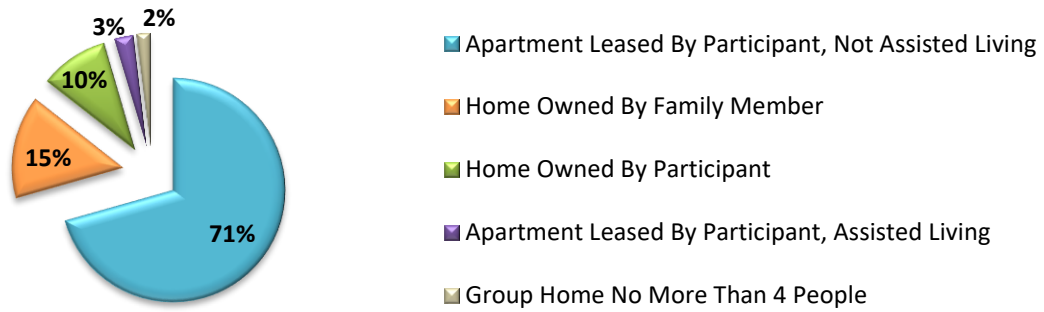 3%
2%
10%
15%
71%
Apartment Leased By Participant, Not Assisted Living
Home Owned By Family Member
Home Owned By Participant
Apartment Leased By Participant, Assisted Living
Group Home No More Than 4 People